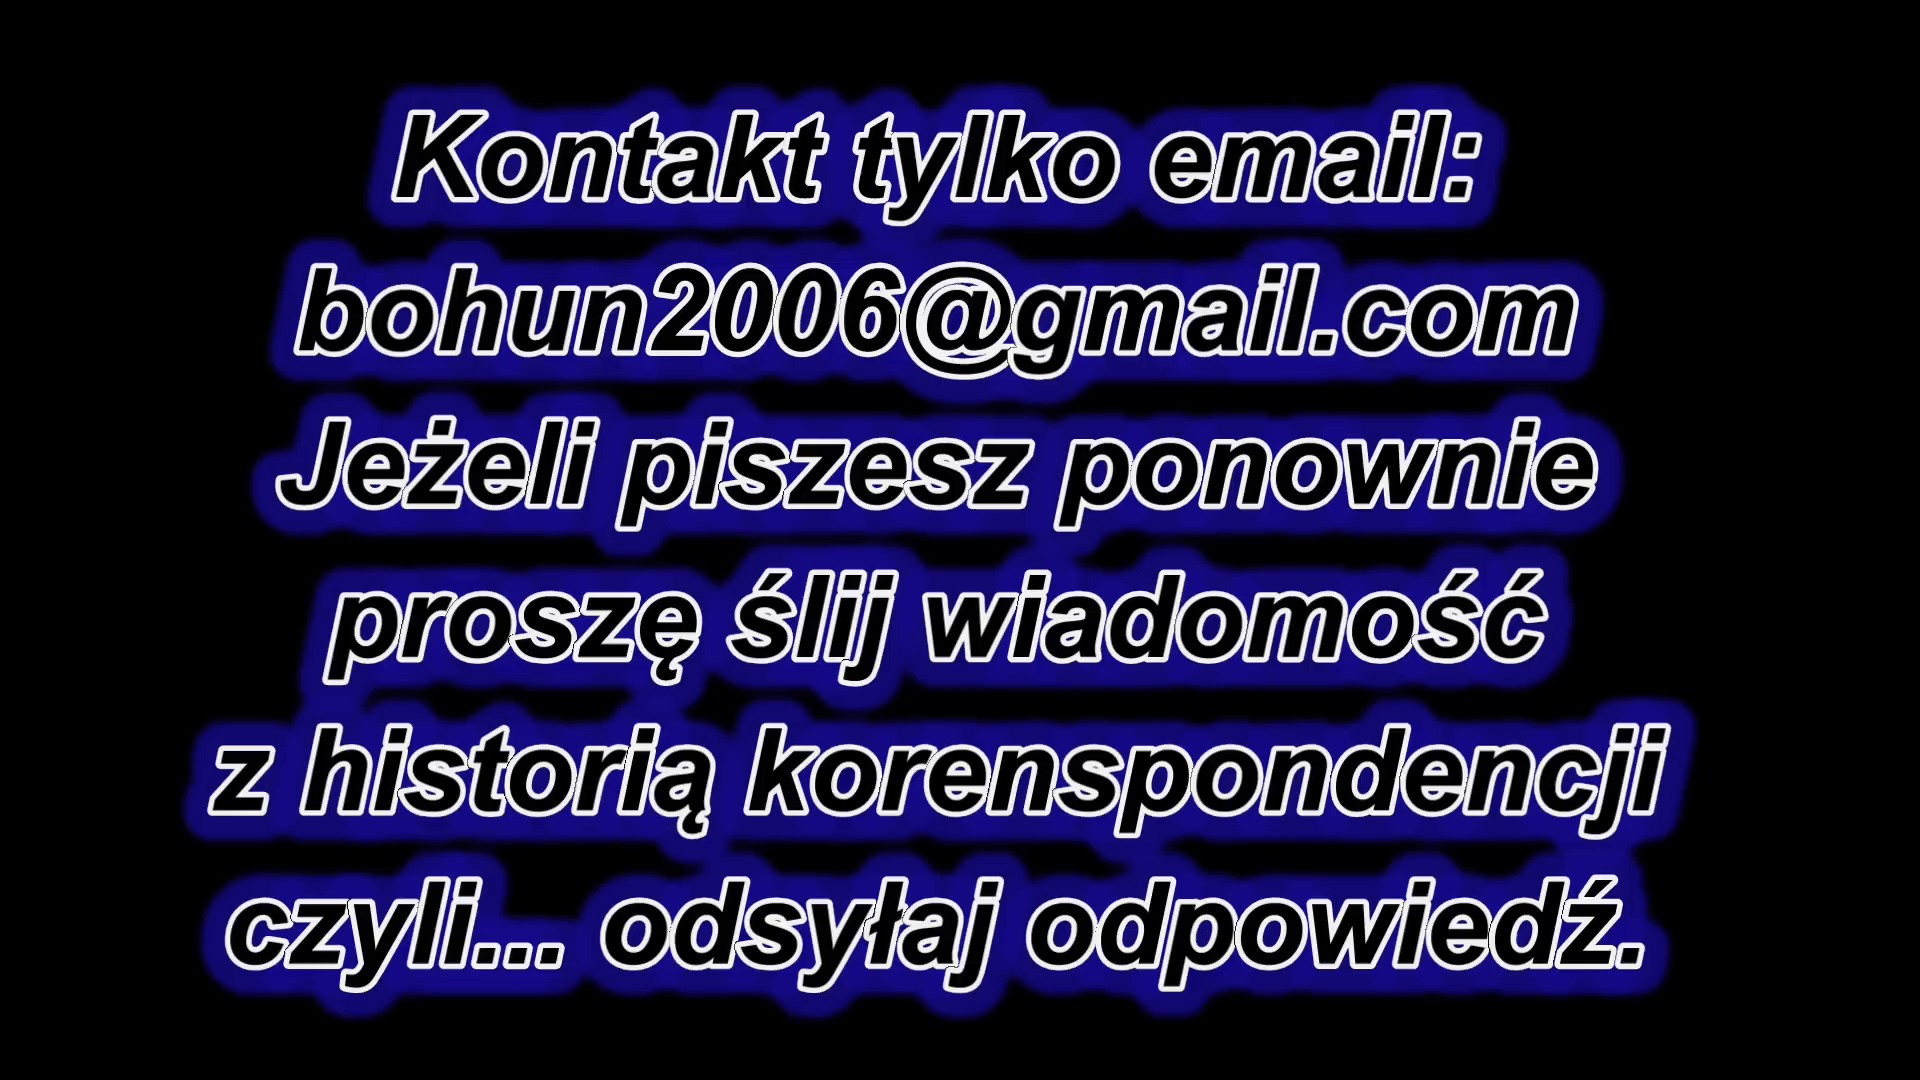 Kontakt tylko email:
bohun2006@gmail.com
Jeżeli piszesz ponownie
proszę ślij wiadomość
z historią korenspondencji
czyli... odsyłaj odpowiedź.